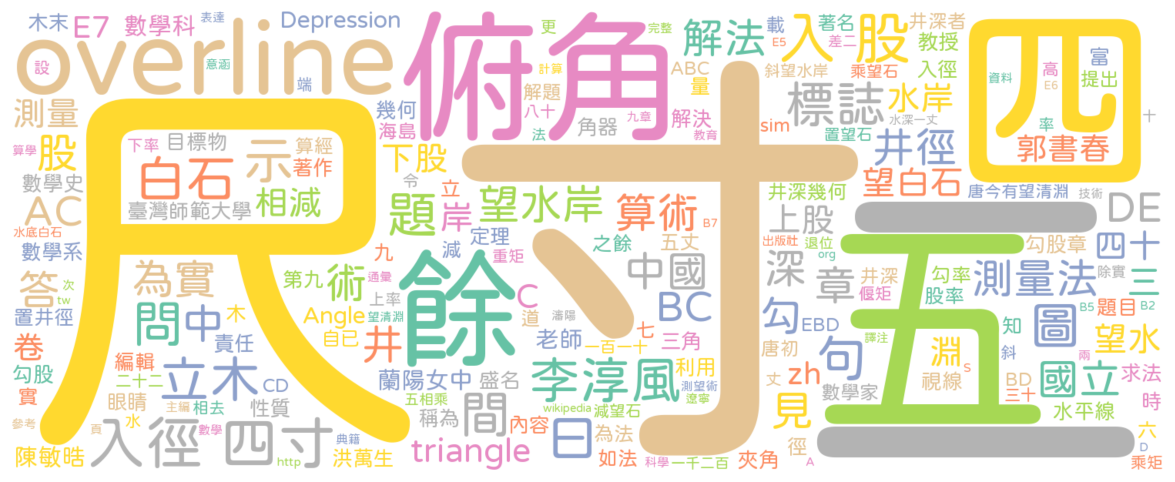 木末 E7 數學科 表達 Depression
overline 俯角 解法 入股 四
設 意涵 端 更 完整 著名 載 井深者 富 提出 資料 高 E6
E5 差二 教授 計算 ABC 斜望水岸 乘望石 入徑 率 十
測量 尺 幾何 海島 解題 八十 九章 量 解決 標誌 水岸
角器 法 教育 sim 置望石 水深一丈 郭書春
算學 股 下率 目標物 示 算經 著作 下股 寸 井徑
數學史 白石 相減 令 立 岸 題 望水岸 算術 望白石 井深幾何 唐今有望清淵 技術
水底白石 AC 臺灣師範大學 B7 上股 DE
數學系 九 減 定理 重矩 之餘 五丈 出版社 退位 org 勾股章 四十
答 為實 第九 術 通彙 餘 、 中國 深 章 井深 勾率 測量法 三 除實
次 tw 問 中 木 上率 望清淵 C 道 BC 偃矩 股率 圖 題目 B5 B2
置井徑 Angle 自已 瀋陽 七 勾 EBD 譯注 五 知 望水
卷 編輯 責任 井 老師 一百一十 三角 唐初 句 淵 斜
勾股 二十二 立木 CD 蘭陽女中 盛名 李淳風 利用 丈 zh 數學家 視線 s 國立 兩 求法
實 眼睛 相去 性質 五相乘 稱為 間 測望術 見 BD 三十 水平線 時
主編 wikipedia 減望石 遼寧
參考 入徑 四寸 水 典籍 內容 曰 為法 徑 六
陳敏晧 頁 數學 http 洪萬生 triangle 如法 科學 一千二百 夾角 A D 乘矩